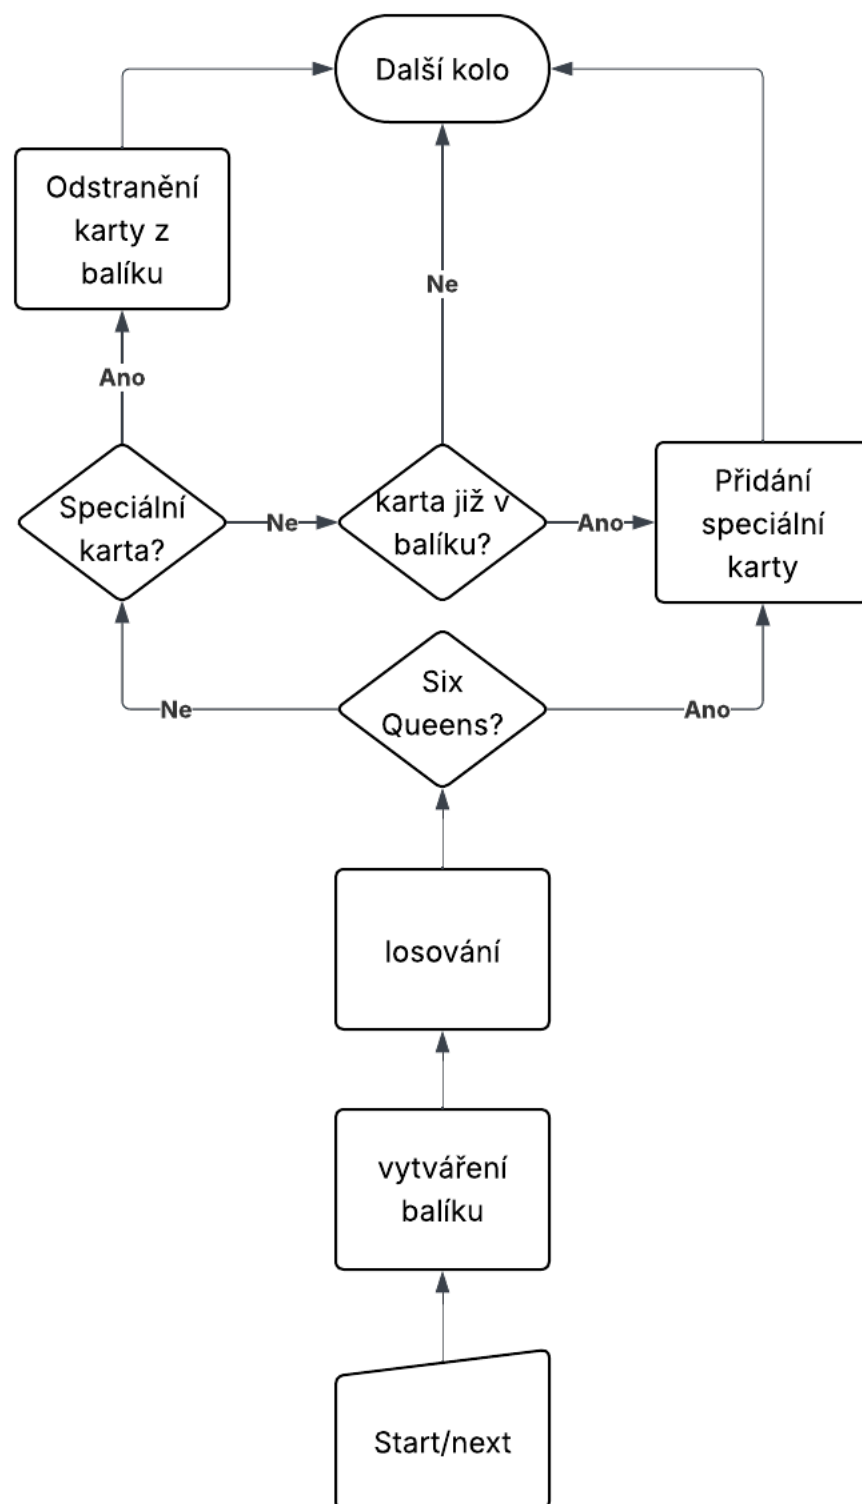 Další kolo
Odstranění
karty z
balíku
Ne
Ano
Speciální
karta?
Ne
karta již v
balíku?
Ano
Přidání
speciální
karty
Ne
Six
Queens?
Ano
losování
vytváření
balíku
Start/next